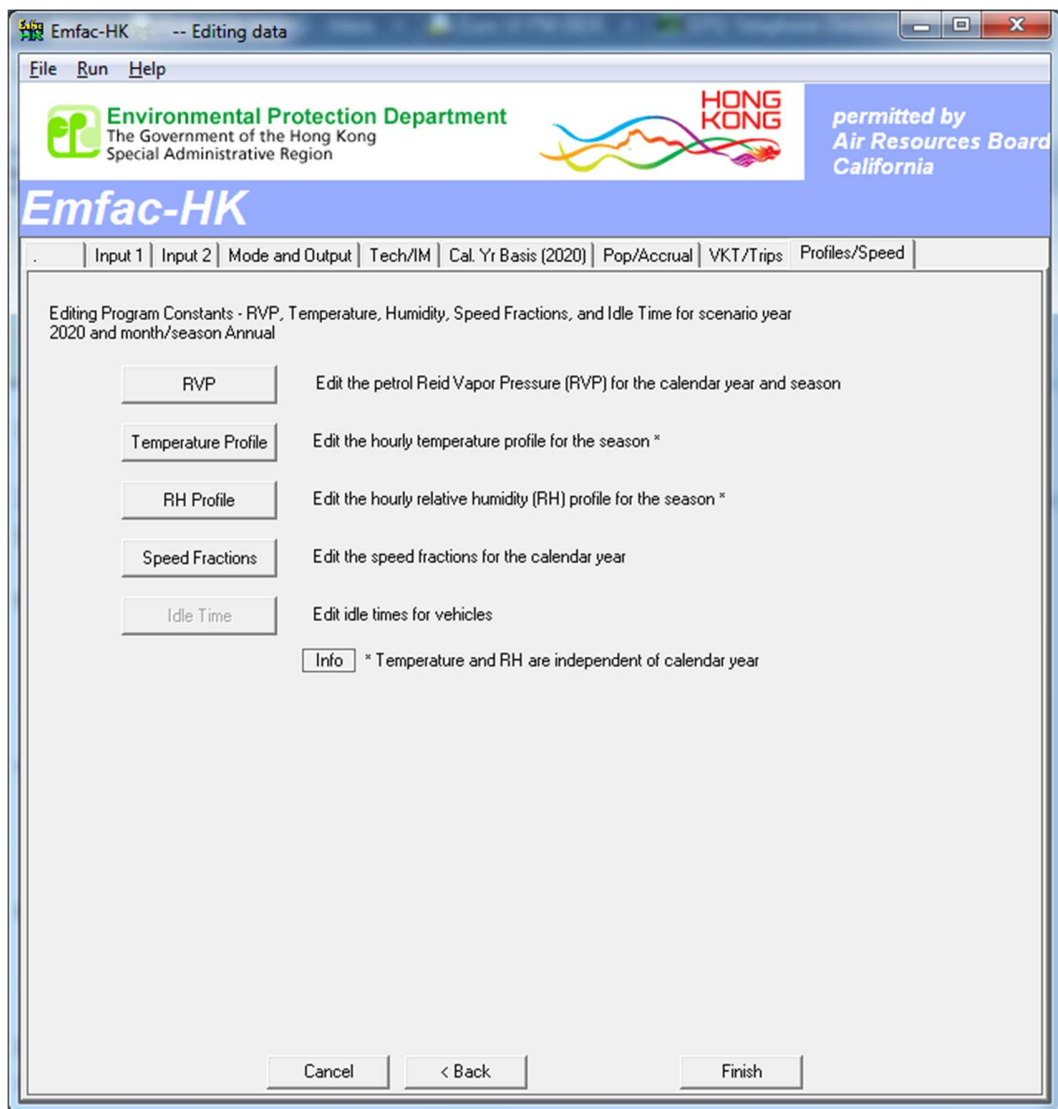 Emfac-HK -- Editing data
File Run Help
Environmental Protection Department
The Government of the Hong Kong
Special Administrative Region
HONG
KONG
permitted by
Air Resources Board
California
Emfac-HK
. Input 1 Input 2 Mode and Output Tech/IM Cal. Yr Basis (2020) Pop/Accrual VKT/Trips Profiles/Speed
Editing Program Constants - RVP, Temperature, Humidity, Speed Fractions, and Idle Time for scenario year
2020 and month/season Annual
RVP Edit the petrol Reid Vapor Pressure (RVP) for the calendar year and season
Temperature Profile Edit the hourly temperature profile for the season *
RH Profile Edit the hourly relative humidity (RH) profile for the season *
Speed Fractions Edit the speed fractions for the calendar year
Idle Time Edit idle times for vehicles
Info * Temperature and RH are independent of calendar year
Cancel < Back Finish